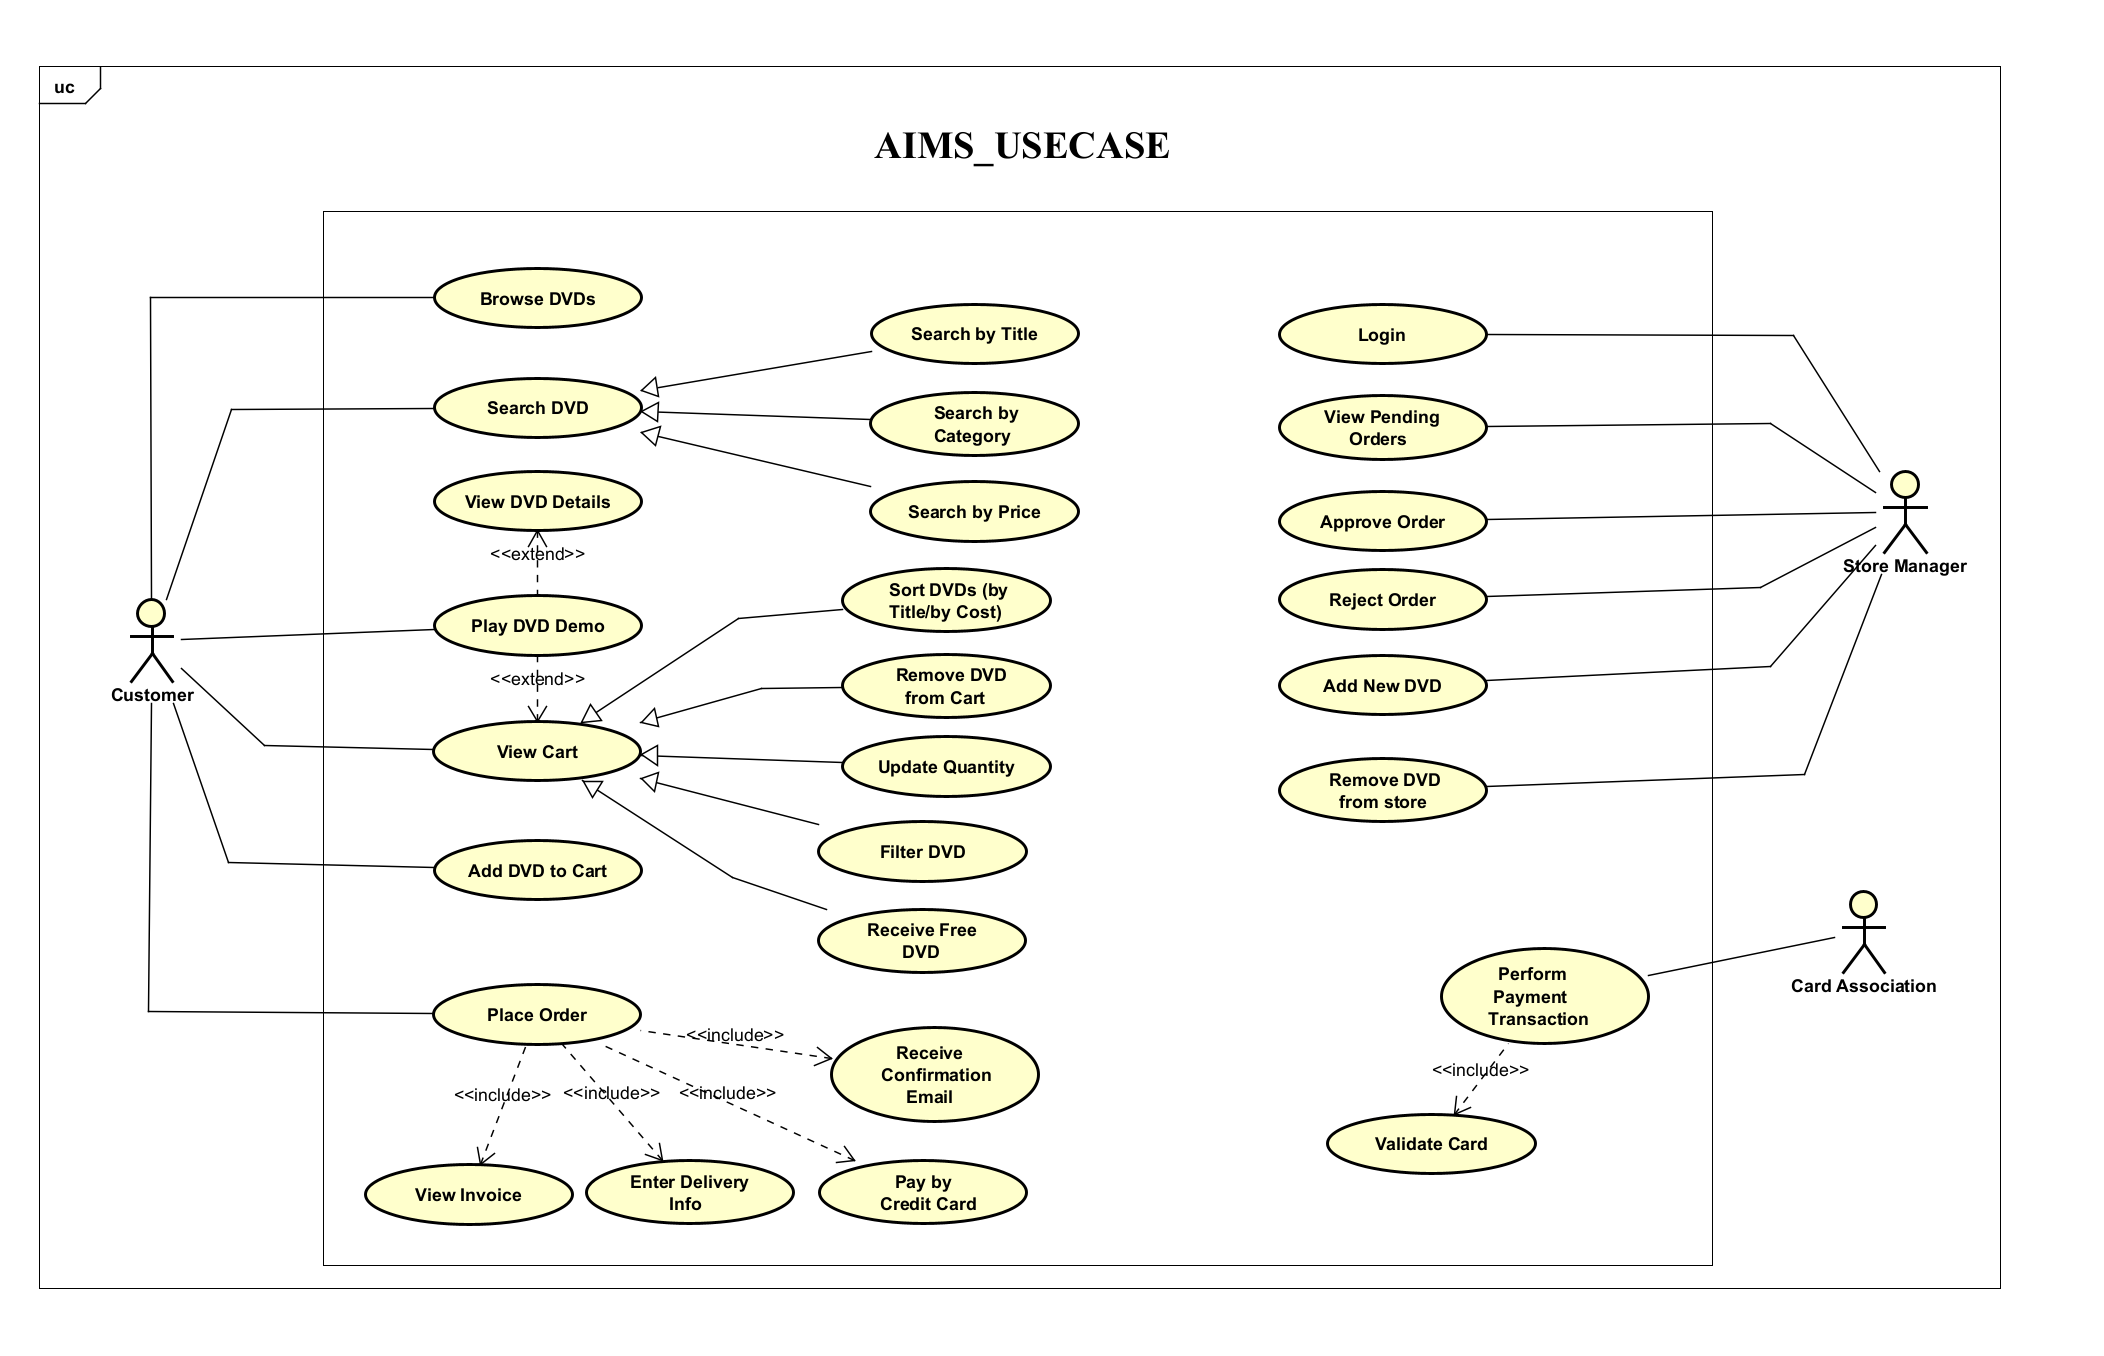 uc
AIMS_USECASE
Browse DVDs
Search DVD
View DVD Details
<<extend>>
Play DVD Demo
<<extend>>
View Cart
Add DVD to Cart
Place Order
Customer
Search by Title
Search by
Category
Search by Price
Sort DVDs (by
Title/by Cost)
Remove DVD
from Cart
Update Quantity
Filter DVD
Receive Free
DVD
<<include>>
<<include>>
<<include>>
<<include>>
Receive
Confirmation
Email
View Invoice
Enter Delivery
Info
Pay by
Credit Card
Login
View Pending
Orders
Approve Order
Reject Order
Add New DVD
Remove DVD
from store
Store Manager
Perform
Payment
Transaction
Card Association
<<include>>
Validate Card